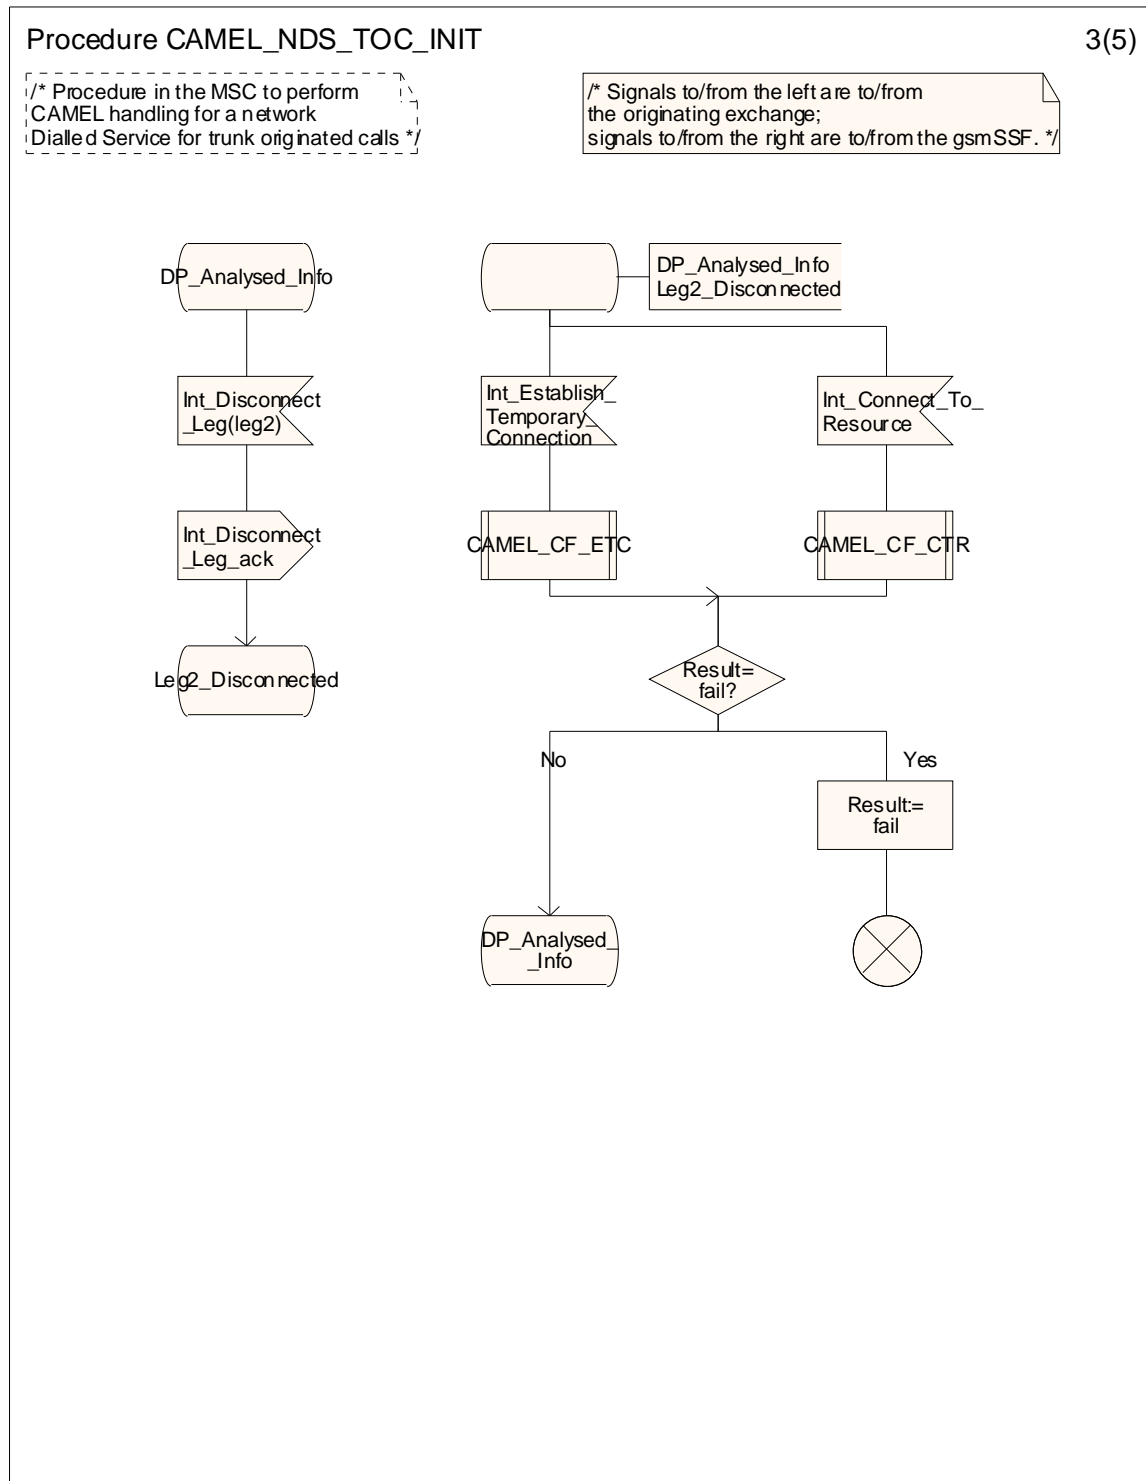 Procedure CAMEL_NDS_TOC_INIT
3(5)
/* Procedure in the MSC to perform
CAMEL handling for a network
Dialled Service for trunk originated calls */
/* Signals to/from the left are to/from
the originating exchange;
signals to/from the right are to/from the gsmSSF. */
DP_Analysed_Info
DP_Analysed_Info
Leg2_Disconnected
Int_Disconnect
_Leg(leg2)
Int_Establish_
Temporary_
Connection
Int_Connect_To_
Resource
Int_Disconnect
_Leg_ack
CAMEL_CF_ETC
CAMEL_CF_CTR
Leg2_Disconnected
Result=
fail?
No
Yes
Result:=
fail
DP_Analysed_
_Info